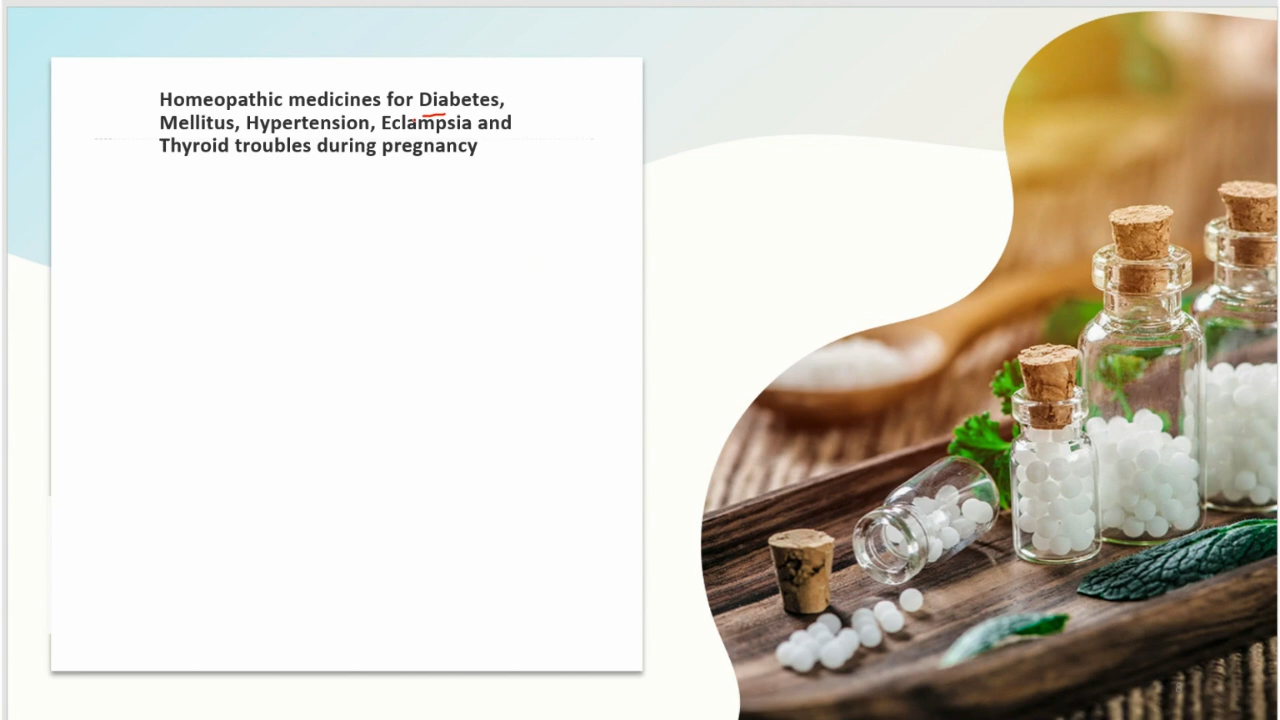 Homeopathic medicines for Diabetes,
Mellitus, Hypertension, Eclampsia and
Thyroid troubles during pregnancy